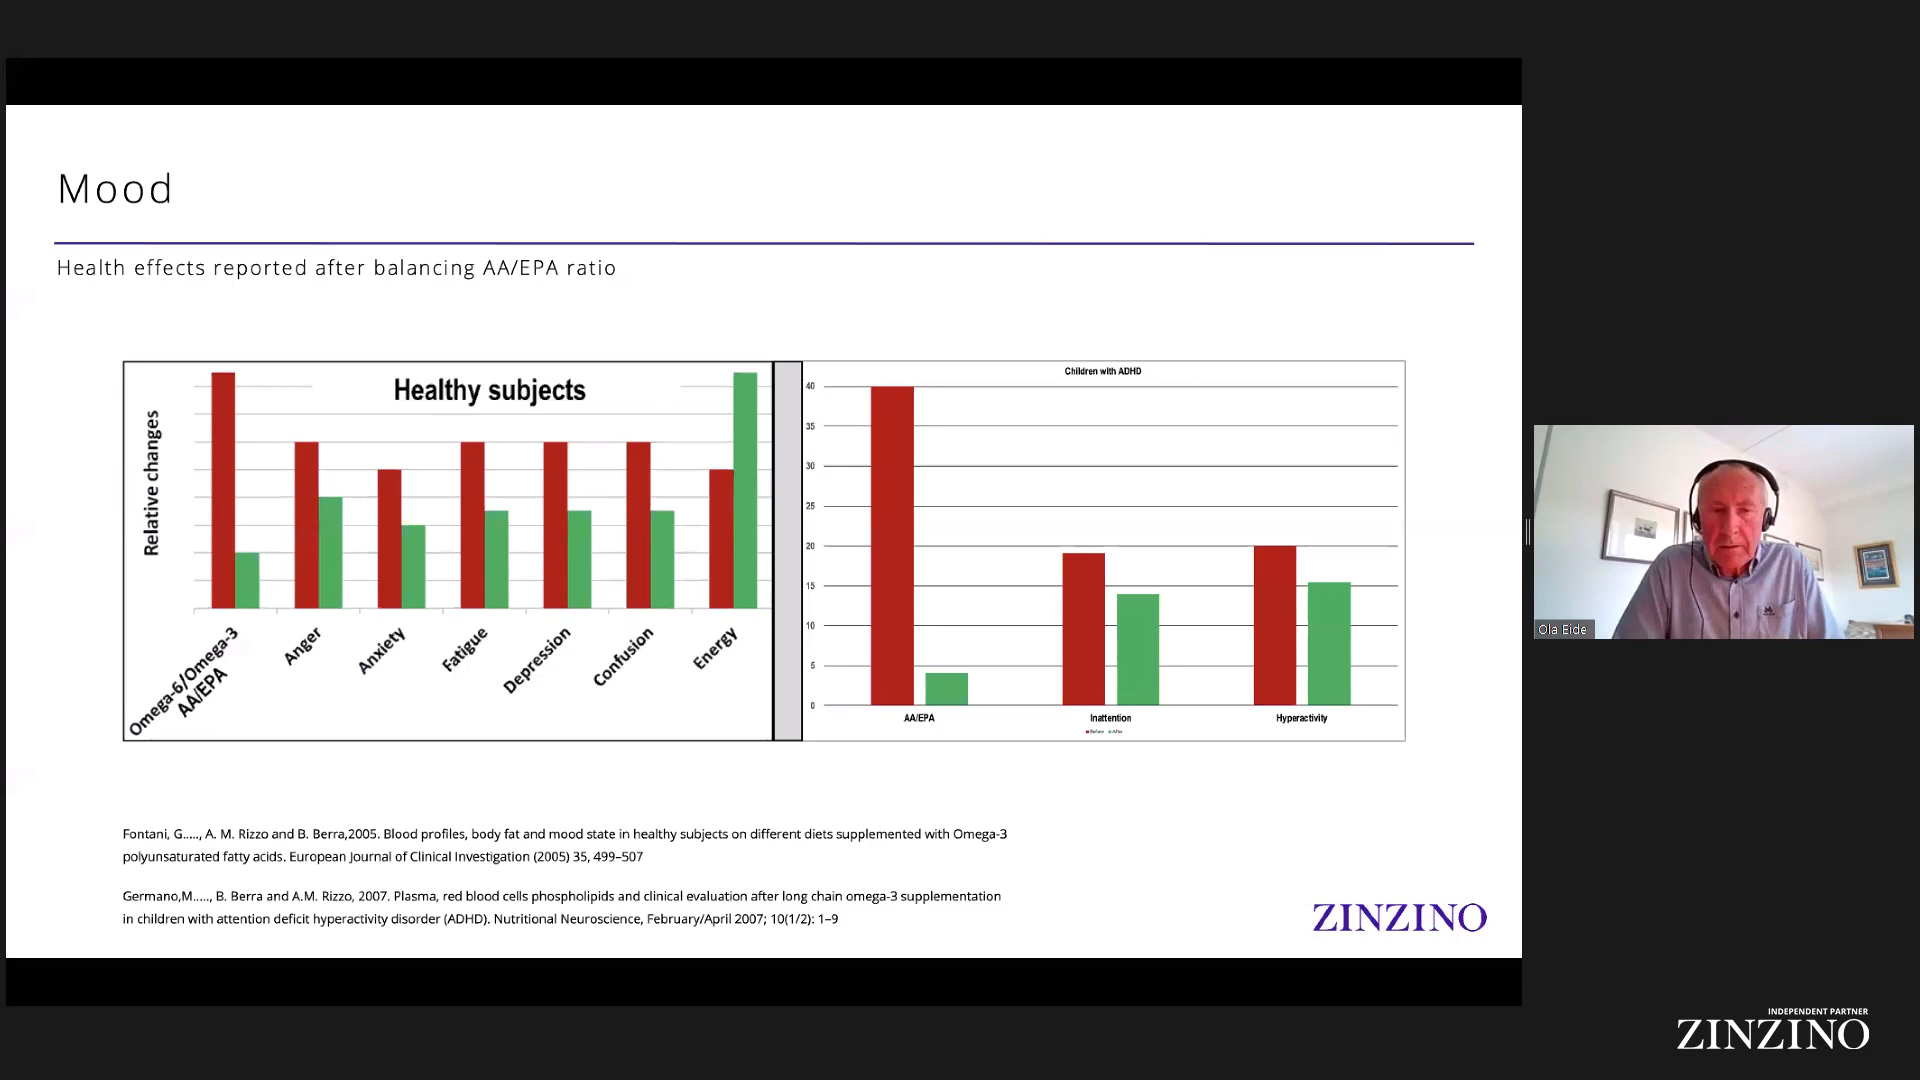 Mood
Health effects reported after balancing AA/EPA ratio
Healthy subjects
Relative changes
Omega-6/Omega-3
AA/EPA
Anger
Anxiety
Fatigue
Depression
Confusion
Energy
Children with ADHD
40
35
30
25
20
15
10
5
0
AA/EPA
Inattention
Hyperactivity
Before After
Fontani, G....., A. M. Rizzo and B. Berra,2005. Blood profiles, body fat and mood state in healthy subjects on different diets supplemented with Omega-3
polyunsaturated fatty acids. European Journal of Clinical Investigation (2005) 35, 499–507
Germano,M....., B. Berra and A.M. Rizzo, 2007. Plasma, red blood cells phospholipids and clinical evaluation after long chain omega-3 supplementation
in children with attention deficit hyperactivity disorder (ADHD). Nutritional Neuroscience, February/April 2007; 10(1/2): 1–9
ZINZINO
Ola Eide
INDEPENDENT PARTNER
ZINZINO